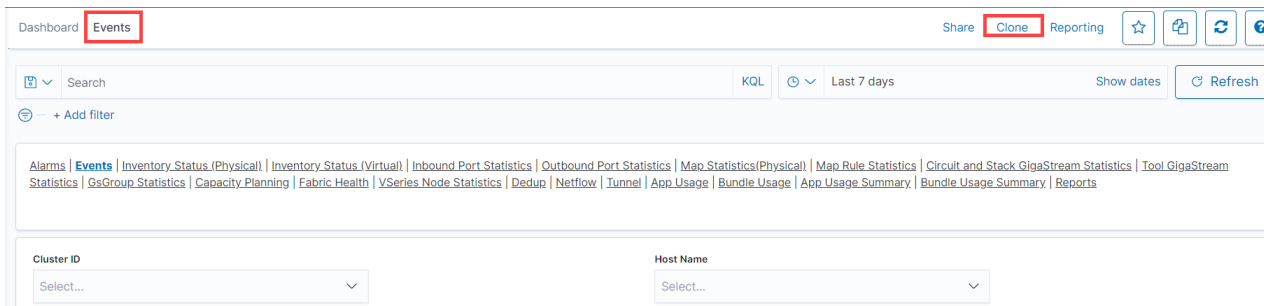 Dashboard Events Share Clone Reporting
Search KQL Last 7 days Show dates Refresh
+ Add filter
Alarms | Events | Inventory Status (Physical) | Inventory Status (Virtual) | Inbound Port Statistics | Outbound Port Statistics | Map Statistics(Physical) | Map Rule Statistics | Circuit and Stack GigaStream Statistics | Tool GigaStream
Statistics | GsGroup Statistics | Capacity Planning | Fabric Health | VSeries Node Statistics | Dedup | Netflow | Tunnel | App Usage | Bundle Usage | App Usage Summary | Bundle Usage Summary | Reports
Cluster ID Host Name
Select... Select...